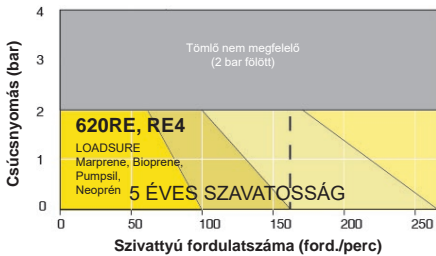 Csúcsnyomás (bar)
4
3
2
1
0
Tömlő nem megfelelő
(2 bar fölött)
620RE, RE4
LOADSURE
Marprene, Bioprene,
Pumpsil,
Neoprén
5 ÉVES SZAVATOSSÁG
0 50 100 150 200 250
Szivattyú fordulatszáma (ford./perc)